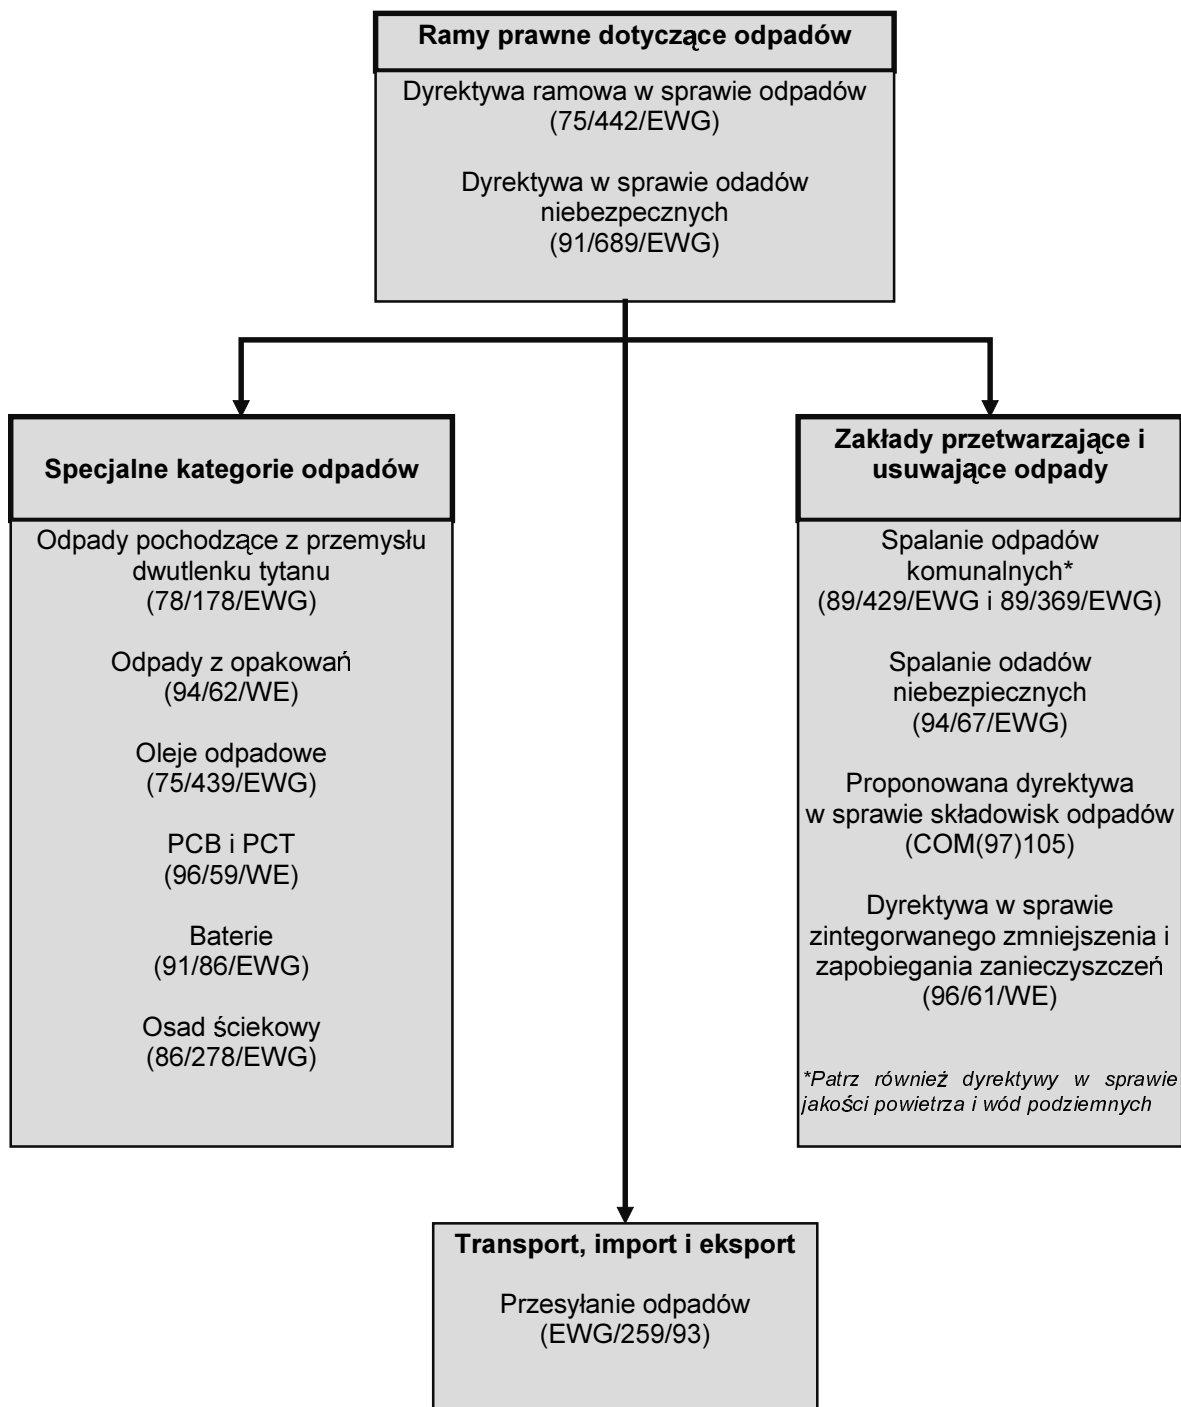 Ramy prawne dotyczące odpadów
Dyrektywa ramowa w sprawie odpadów
(75/442/EWG)
Dyrektywa w sprawie odadów
niebezpecznych
(91/689/EWG)
Specjalne kategorie odpadów
Odpady pochodzące z przemysłu
dwutlenku tytanu
(78/178/EWG)
Odpady z opakowań
(94/62/WE)
Oleje odpadowe
(75/439/EWG)
PCB i PCT
(96/59/WE)
Baterie
(91/86/EWG)
Osad ściekowy
(86/278/EWG)
Zakłady przetwarzające i
usuwające odpady
Spalanie odpadów
komunalnych*
(89/429/EWG i 89/369/EWG)
Spalanie odadów
niebezpiecznych
(94/67/EWG)
Proponowana dyrektywa
w sprawie składowisk odpadów
(COM(97)105)
Dyrektywa w sprawie
zintegorwanego zmniejszenia i
zapobiegania zanieczyszczeń
(96/61/WE)
*Patrz również dyrektywy w sprawie
jakości powietrza i wód podziemnych
Transport, import i eksport
Przesyłanie odpadów
(EWG/259/93)